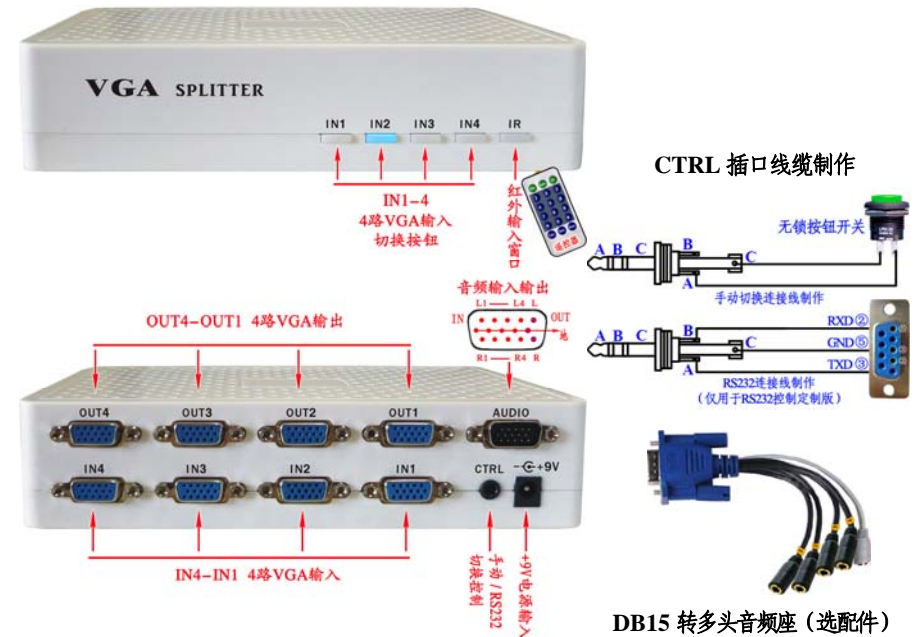 VGA SPLITTER
IN1 IN2 IN3 IN4 IR
IN1-4
4路VGA输入
切换按钮
红外输入窗口
遥控器
CTRL 插口线缆制作
无锁按钮开关
A B C B C
A
手动切换连接线制作
音频输入输出
L1 L4 L
IN OUT
地
R1 R4 R
RXD②
A B C B C GND⑤
A TXD③
RS232连接线制作
（仅用于RS232控制定制版）
OUT4-OUT1 4路VGA输出
OUT4 OUT3 OUT2 OUT1 AUDIO
IN4 IN3 IN2 IN1 CTRL +9V
IN4-IN1 4路VGA输入
手动/RS232
切换控制
+9V电源输入
DB15 转多头音频座（选配件）